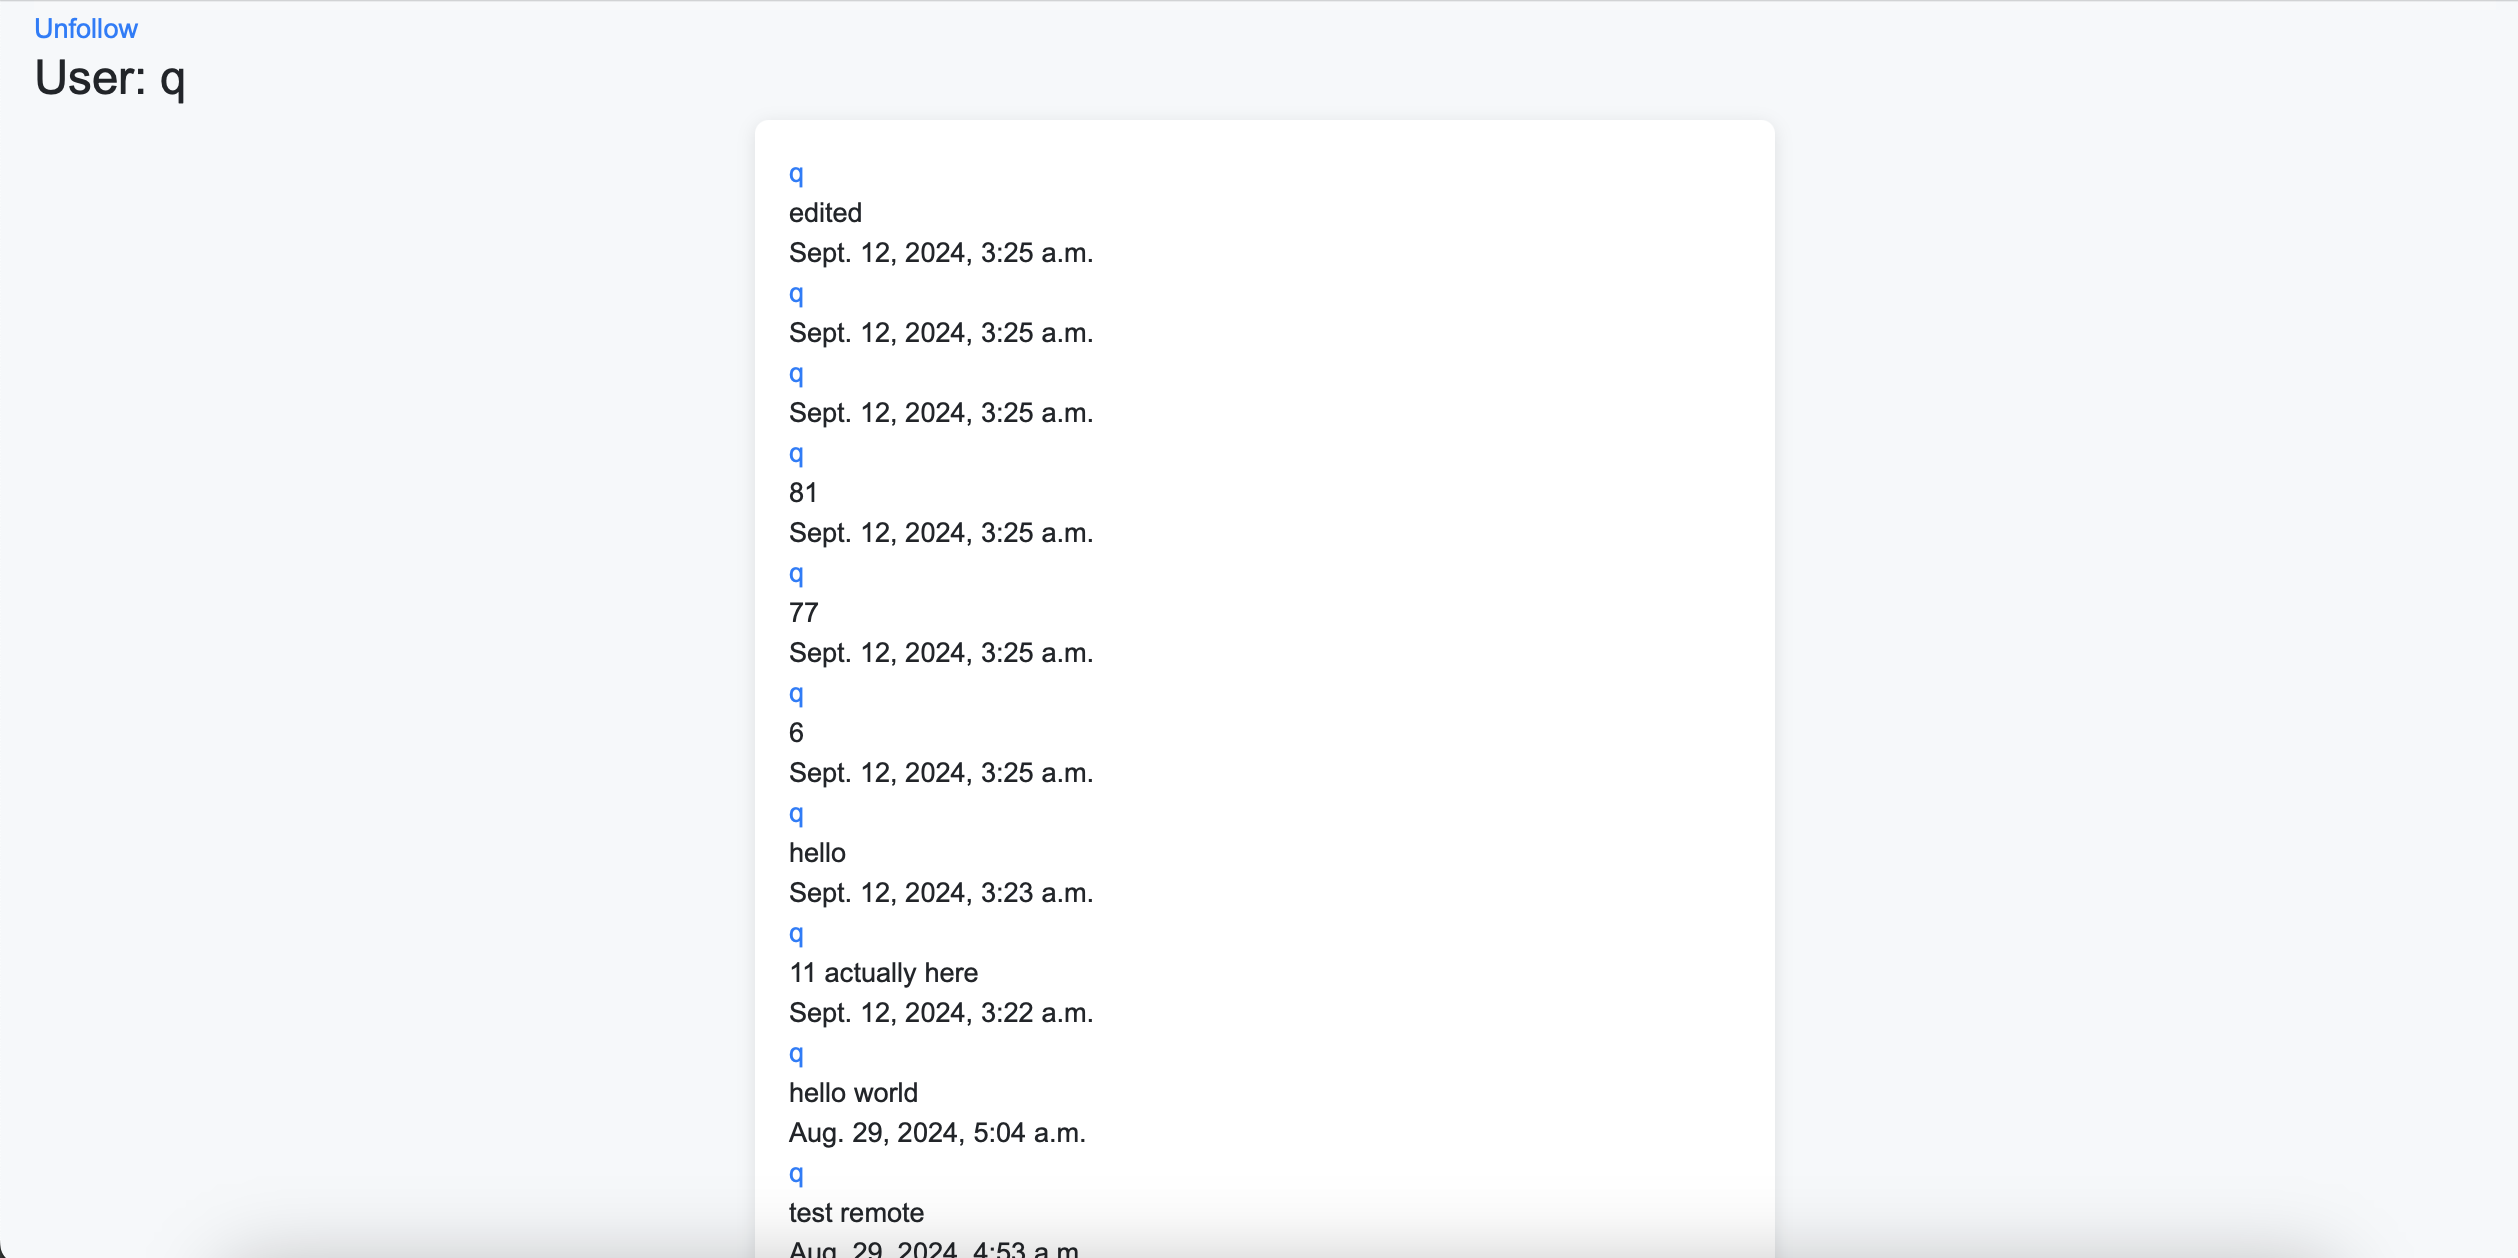 Unfollow
User: q
q
edited
Sept. 12, 2024, 3:25 a.m.
q
Sept. 12, 2024, 3:25 a.m.
q
Sept. 12, 2024, 3:25 a.m.
q
81
Sept. 12, 2024, 3:25 a.m.
q
77
Sept. 12, 2024, 3:25 a.m.
q
6
Sept. 12, 2024, 3:25 a.m.
q
hello
Sept. 12, 2024, 3:23 a.m.
q
11 actually here
Sept. 12, 2024, 3:22 a.m.
q
hello world
Aug. 29, 2024, 5:04 a.m.
q
test remote
Aug. 29, 2024, 4:53 a.m.